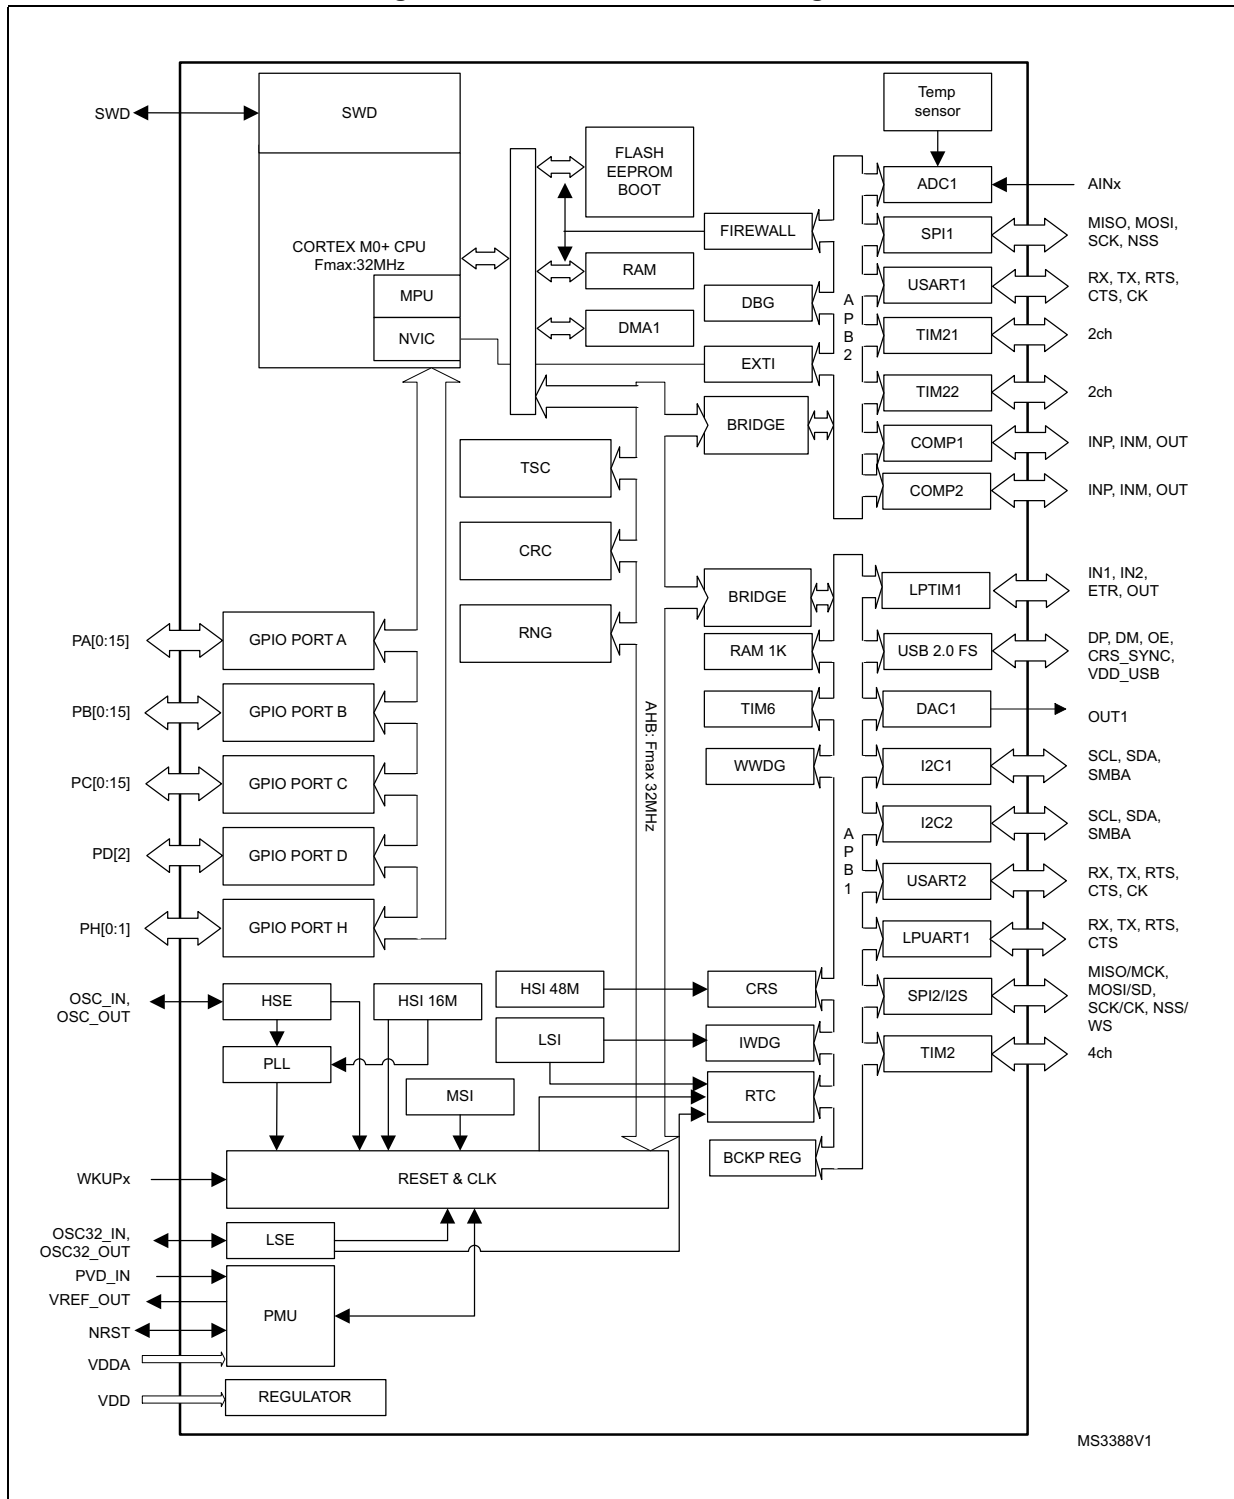 SWD
SWD
CORTEX M0+ CPU
Fmax:32MHz
MPU
NVIC
FLASH
EEPROM
BOOT
RAM
DMA1
FIREWALL
DBG
EXTI
BRIDGE
A
P
B
2
Temp
sensor
ADC1
AINx
SPI1
MISO, MOSI,
SCK, NSS
USART1
RX, TX, RTS,
CTS, CK
TIM21
2ch
TIM22
2ch
COMP1
INP, INM, OUT
COMP2
INP, INM, OUT
TSC
CRC
RNG
AHB: Fmax 32MHz
BRIDGE
RAM 1K
TIM6
WWDG
A
P
B
1
LPTIM1
IN1, IN2,
ETR, OUT
USB 2.0 FS
DP, DM, OE,
CRS_SYNC,
VDD_USB
DAC1
OUT1
I2C1
SCL, SDA,
SMBA
I2C2
SCL, SDA,
SMBA
USART2
RX, TX, RTS,
CTS, CK
LPUART1
RX, TX, RTS,
CTS
SPI2/I2S
MISO/MCK,
MOSI/SD,
SCK/CK, NSS/
WS
TIM2
4ch
PA[0:15]
GPIO PORT A
PB[0:15]
GPIO PORT B
PC[0:15]
GPIO PORT C
PD[2]
GPIO PORT D
PH[0:1]
GPIO PORT H
OSC_IN,
OSC_OUT
HSE
HSI 16M
PLL
MSI
HSI 48M
CRS
LSI
IWDG
RTC
BCKP REG
WKUPx
RESET & CLK
OSC32_IN,
OSC32_OUT
LSE
PVD_IN
VREF_OUT
NRST
VDDA
PMU
VDD
REGULATOR
MS3388V1